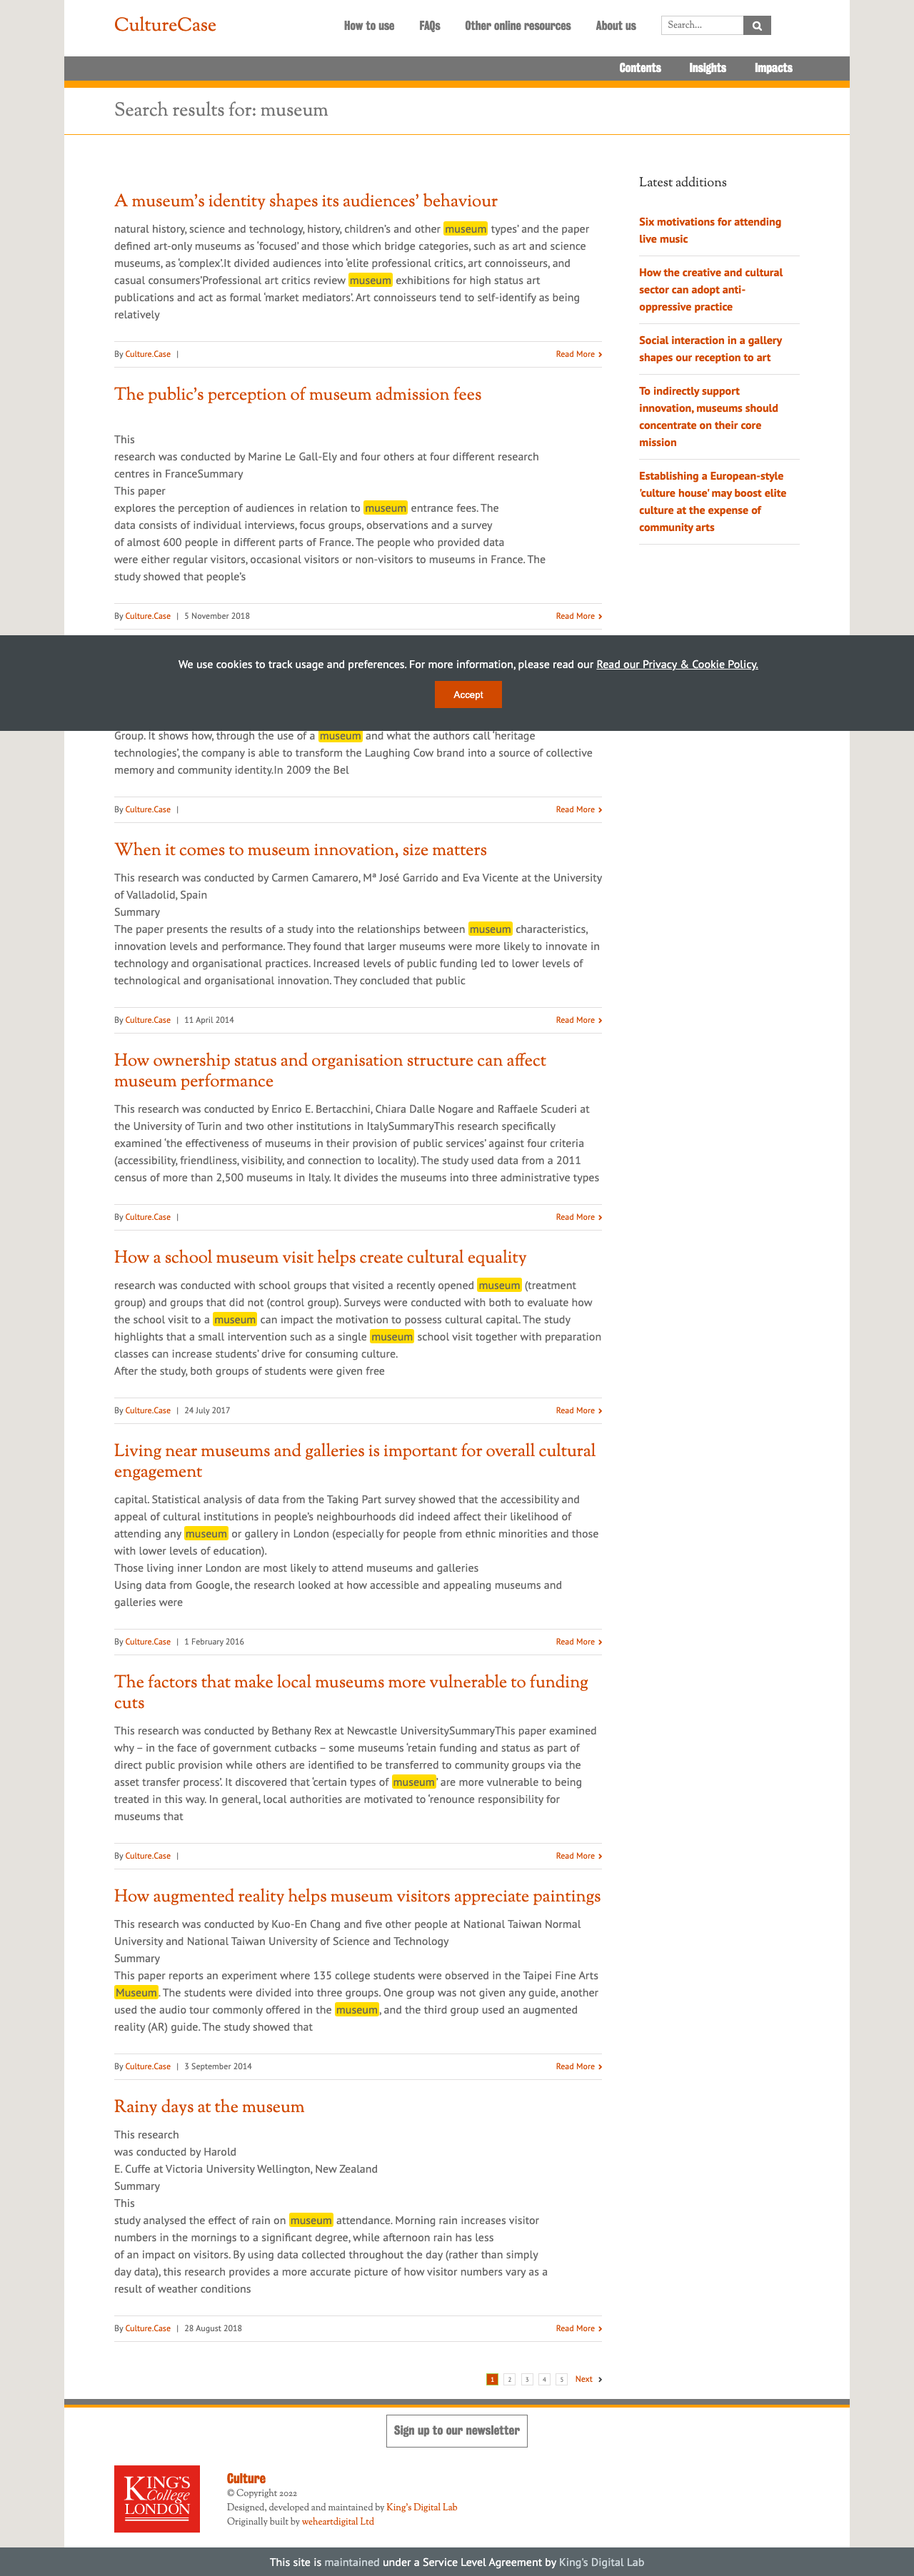 CultureCase
How to use
FAQs
Other online resources
About us
Search...
Contents
Insights
Impacts
Search results for: museum
A museum’s identity shapes its audiences’ behaviour
natural history, science and technology, history, children’s and other museum types’ and the paper
defined art-only museums as ‘focused’ and those which bridge categories, such as art and science
museums, as ‘complex’.It divided audiences into ‘elite professional critics, art connoisseurs, and
casual consumers’Professional art critics review museum exhibitions for high status art
publications and act as formal ‘market mediators’. Art connoisseurs tend to self-identify as being
relatively
By Culture.Case |
Read More
The public’s perception of museum admission fees
This
research was conducted by Marine Le Gall-Ely and four others at four different research
centres in FranceSummary
This paper
explores the perception of audiences in relation to museum entrance fees. The
data consists of individual interviews, focus groups, observations and a survey
of almost 600 people in different parts of France. The people who provided data
were either regular visitors, occasional visitors or non-visitors to museums in France. The
study showed that people’s
By Culture.Case | 5 November 2018
Read More
We use cookies to track usage and preferences. For more information, please read our Read our Privacy & Cookie Policy.
Accept
Group. It shows how, through the use of a museum and what the authors call ‘heritage
technologies’, the company is able to transform the Laughing Cow brand into a source of collective
memory and community identity.In 2009 the Bel
By Culture.Case |
Read More
When it comes to museum innovation, size matters
This research was conducted by Carmen Camarero, Mª José Garrido and Eva Vicente at the University
of Valladolid, Spain
Summary
The paper presents the results of a study into the relationships between museum characteristics,
innovation levels and performance. They found that larger museums were more likely to innovate in
technology and organisational practices. Increased levels of public funding led to lower levels of
technological and organisational innovation. They concluded that public
By Culture.Case | 11 April 2014
Read More
How ownership status and organisation structure can affect
museum performance
This research was conducted by Enrico E. Bertacchini, Chiara Dalle Nogare and Raffaele Scuderi at
the University of Turin and two other institutions in ItalySummaryThis research specifically
examined ‘the effectiveness of museums in their provision of public services’ against four criteria
(accessibility, friendliness, visibility, and connection to locality). The study used data from a 2011
census of more than 2,500 museums in Italy. It divides the museums into three administrative types
By Culture.Case |
Read More
How a school museum visit helps create cultural equality
research was conducted with school groups that visited a recently opened museum (treatment
group) and groups that did not (control group). Surveys were conducted with both to evaluate how
the school visit to a museum can impact the motivation to possess cultural capital. The study
highlights that a small intervention such as a single museum school visit together with preparation
classes can increase students’ drive for consuming culture.
After the study, both groups of students were given free
By Culture.Case | 24 July 2017
Read More
Living near museums and galleries is important for overall cultural
engagement
capital. Statistical analysis of data from the Taking Part survey showed that the accessibility and
appeal of cultural institutions in people’s neighbourhoods did indeed affect their likelihood of
attending any museum or gallery in London (especially for people from ethnic minorities and those
with lower levels of education).
Those living inner London are most likely to attend museums and galleries
Using data from Google, the research looked at how accessible and appealing museums and
galleries were
By Culture.Case | 1 February 2016
Read More
The factors that make local museums more vulnerable to funding
cuts
This research was conducted by Bethany Rex at Newcastle UniversitySummaryThis paper examined
why – in the face of government cutbacks – some museums ‘retain funding and status as part of
direct public provision while others are identified to be transferred to community groups via the
asset transfer process’. It discovered that ‘certain types of museum’ are more vulnerable to being
treated in this way. In general, local authorities are motivated to ‘renounce responsibility for
museums that
By Culture.Case |
Read More
How augmented reality helps museum visitors appreciate paintings
This research was conducted by Kuo-En Chang and five other people at National Taiwan Normal
University and National Taiwan University of Science and Technology
Summary
This paper reports an experiment where 135 college students were observed in the Taipei Fine Arts
Museum. The students were divided into three groups. One group was not given any guide, another
used the audio tour commonly offered in the museum, and the third group used an augmented
reality (AR) guide. The study showed that
By Culture.Case | 3 September 2014
Read More
Rainy days at the museum
This research
was conducted by Harold
E. Cuffe at Victoria University Wellington, New Zealand
Summary
This
study analysed the effect of rain on museum attendance. Morning rain increases visitor
numbers in the mornings to a significant degree, while afternoon rain has less
of an impact on visitors. By using data collected throughout the day (rather than simply
day data), this research provides a more accurate picture of how visitor numbers vary as a
result of weather conditions
By Culture.Case | 28 August 2018
Read More
1 2 3 4 5 Next
Latest additions
Six motivations for attending
live music
How the creative and cultural
sector can adopt anti-
oppressive practice
Social interaction in a gallery
shapes our reception to art
To indirectly support
innovation, museums should
concentrate on their core
mission
Establishing a European-style
'culture house' may boost elite
culture at the expense of
community arts
Sign up to our newsletter
KING'S
College
LONDON
Culture
© Copyright 2022
Designed, developed and maintained by King's Digital Lab
Originally built by weheartdigital Ltd
This site is maintained under a Service Level Agreement by King's Digital Lab